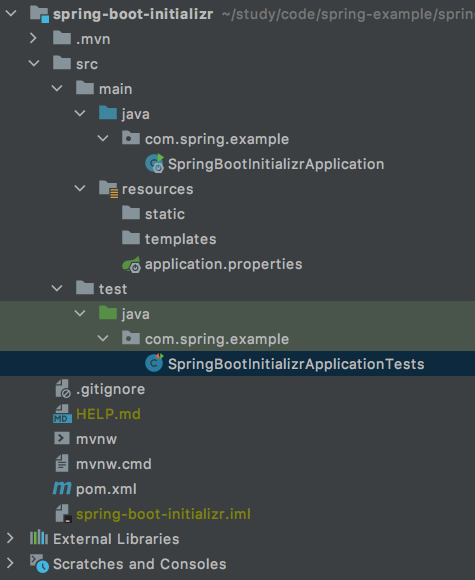 spring-boot-initializr ~/study/code/spring-example/spring
.mvn
src
main
java
com.spring.example
SpringBootInitializrApplication
resources
static
templates
application.properties
test
java
com.spring.example
SpringBootInitializrApplicationTests
.gitignore
HELP.md
mvnw
mvnw.cmd
pom.xml
spring-boot-initializr.iml
External Libraries
Scratches and Consoles